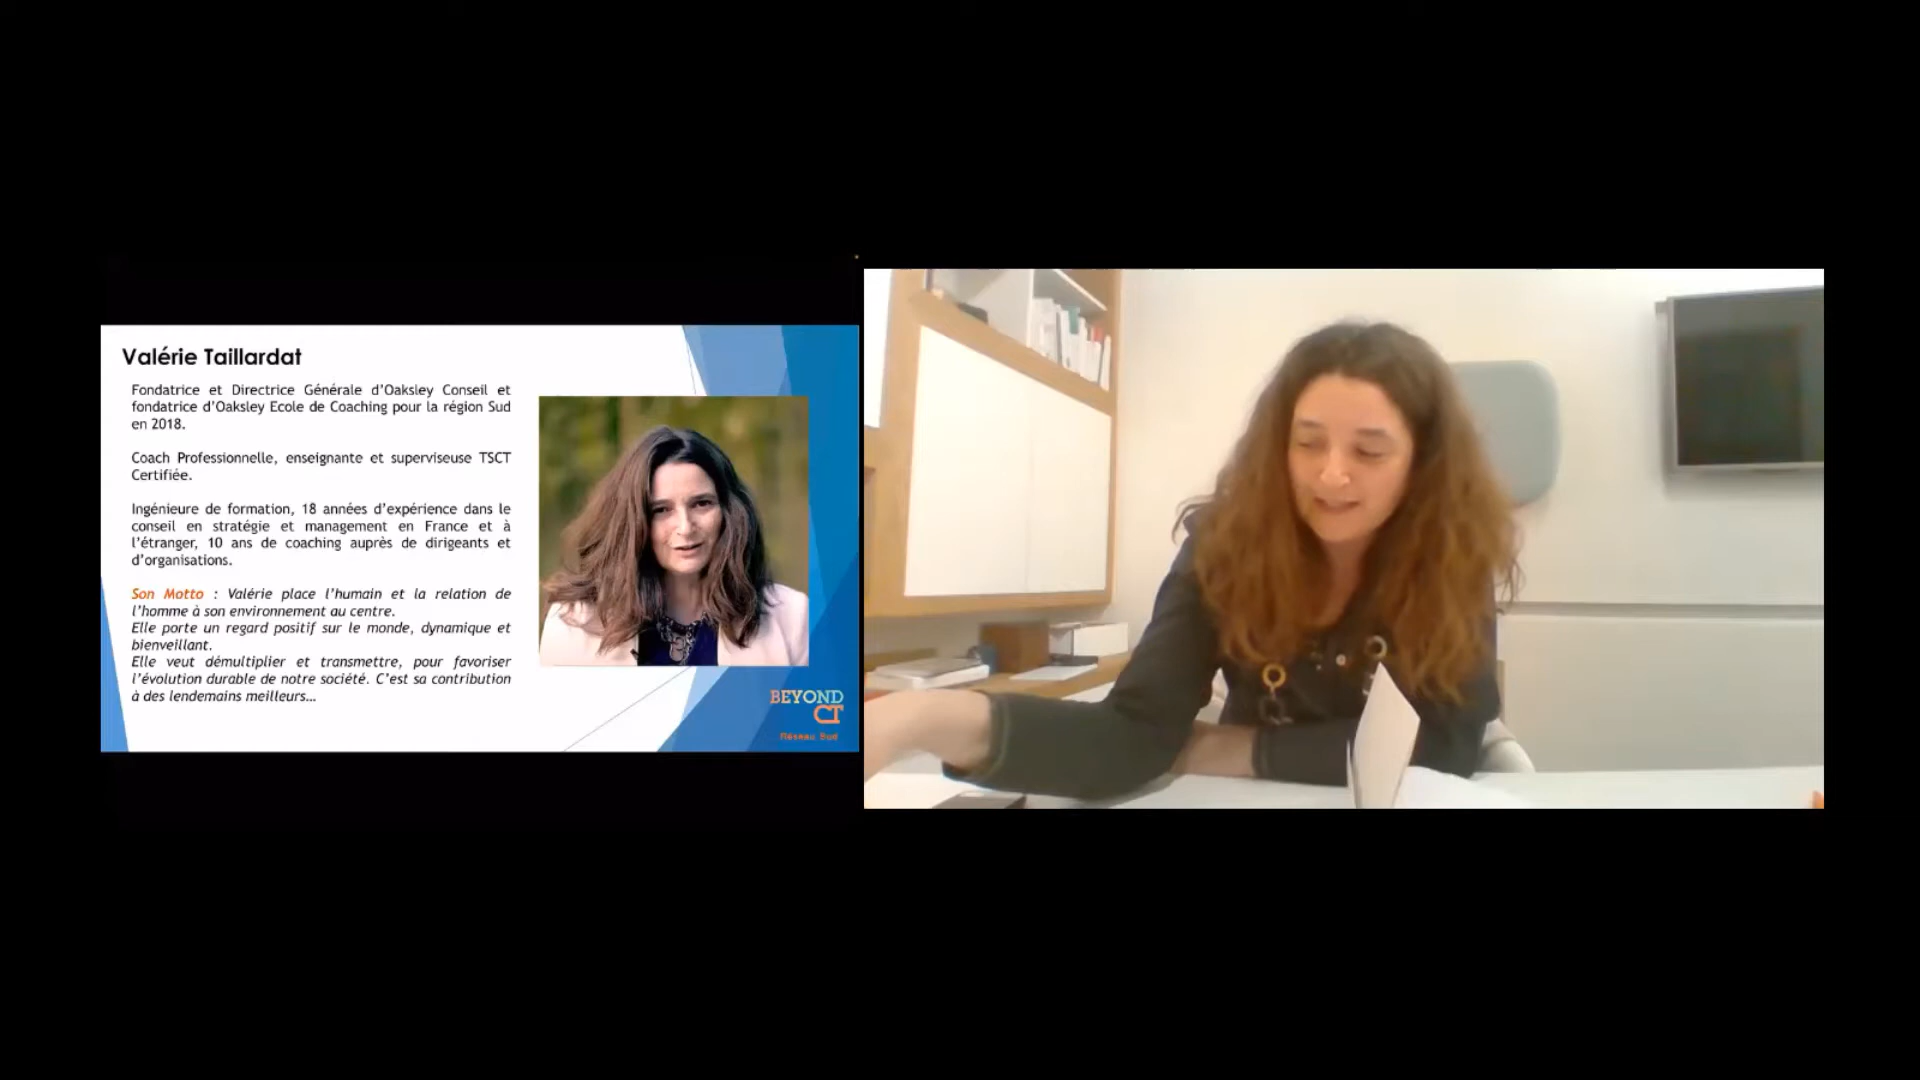 Valérie Taillardat
Fondatrice et Directrice Générale d'Oaksley Conseil et
fondatrice d'Oaksley Ecole de Coaching pour la région Sud
en 2018.
Coach Professionnelle, enseignante et superviseuse TSCT
Certifiée.
Ingénieure de formation, 18 années d'expérience dans le
conseil en stratégie et management en France et à
l'étranger, 10 ans de coaching auprès de dirigeants et
d'organisations.
Son Motto : Valérie place l'humain et la relation de
l'homme à son environnement au centre.
Elle porte un regard positif sur le monde, dynamique et
bienveillant.
Elle veut démultiplier et transmettre, pour favoriser
l'évolution durable de notre société. C'est sa contribution
à des lendemains meilleurs…
BEYOND
CT
Réseau Sud